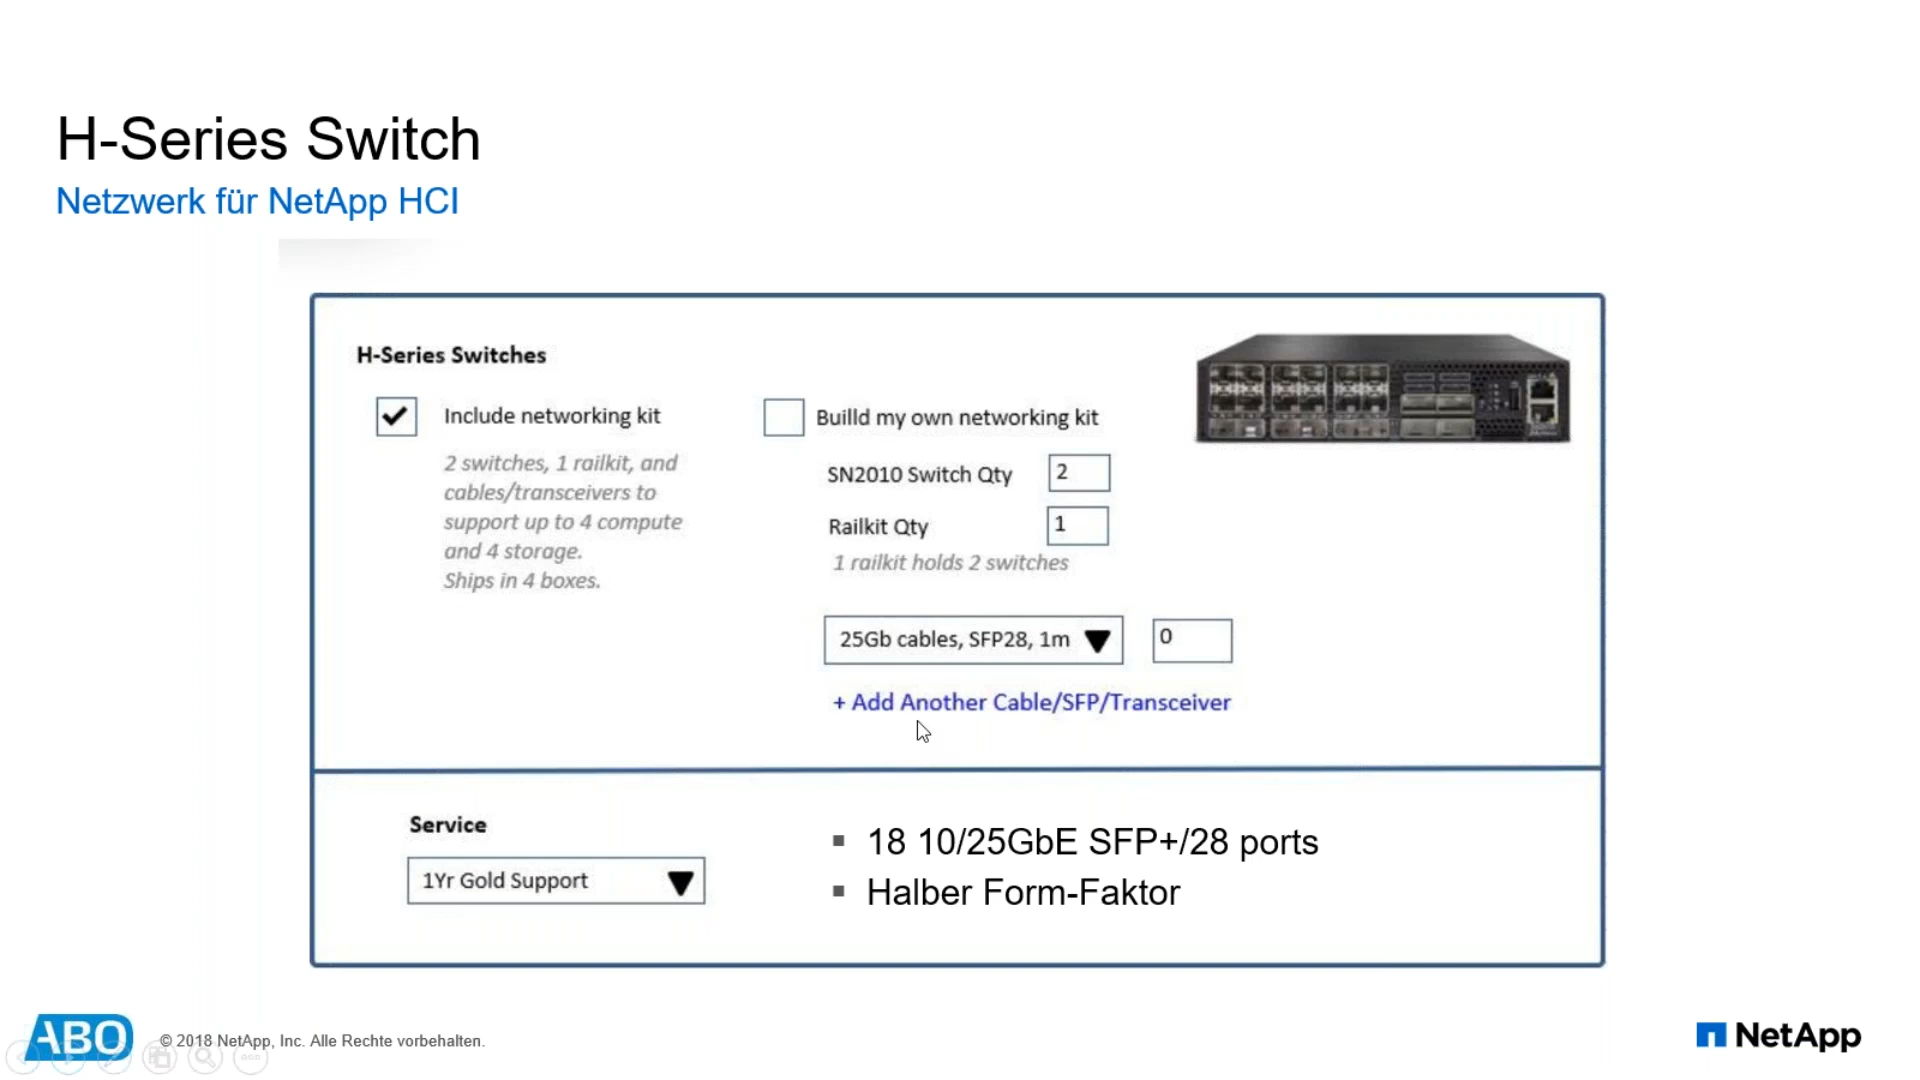 H-Series Switch
Netzwerk für NetApp HCI
H-Series Switches
Include networking kit
2 switches, 1 railkit, and
cables/transceivers to
support up to 4 compute
and 4 storage.
Ships in 4 boxes.
Builld my own networking kit
SN2010 Switch Qty
2
Railkit Qty
1
1 railkit holds 2 switches
25Gb cables, SFP28, 1m
0
+ Add Another Cable/SFP/Transceiver
Service
1Yr Gold Support
18 10/25GbE SFP+/28 ports
Halber Form-Faktor
ABO
© 2018 NetApp, Inc. Alle Rechte vorbehalten.
NetApp